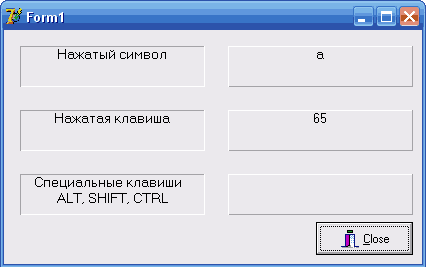 Form1
Нажатый символ
а
Нажатая клавиша
65
Специальные клавиши
ALT, SHIFT, CTRL
Close